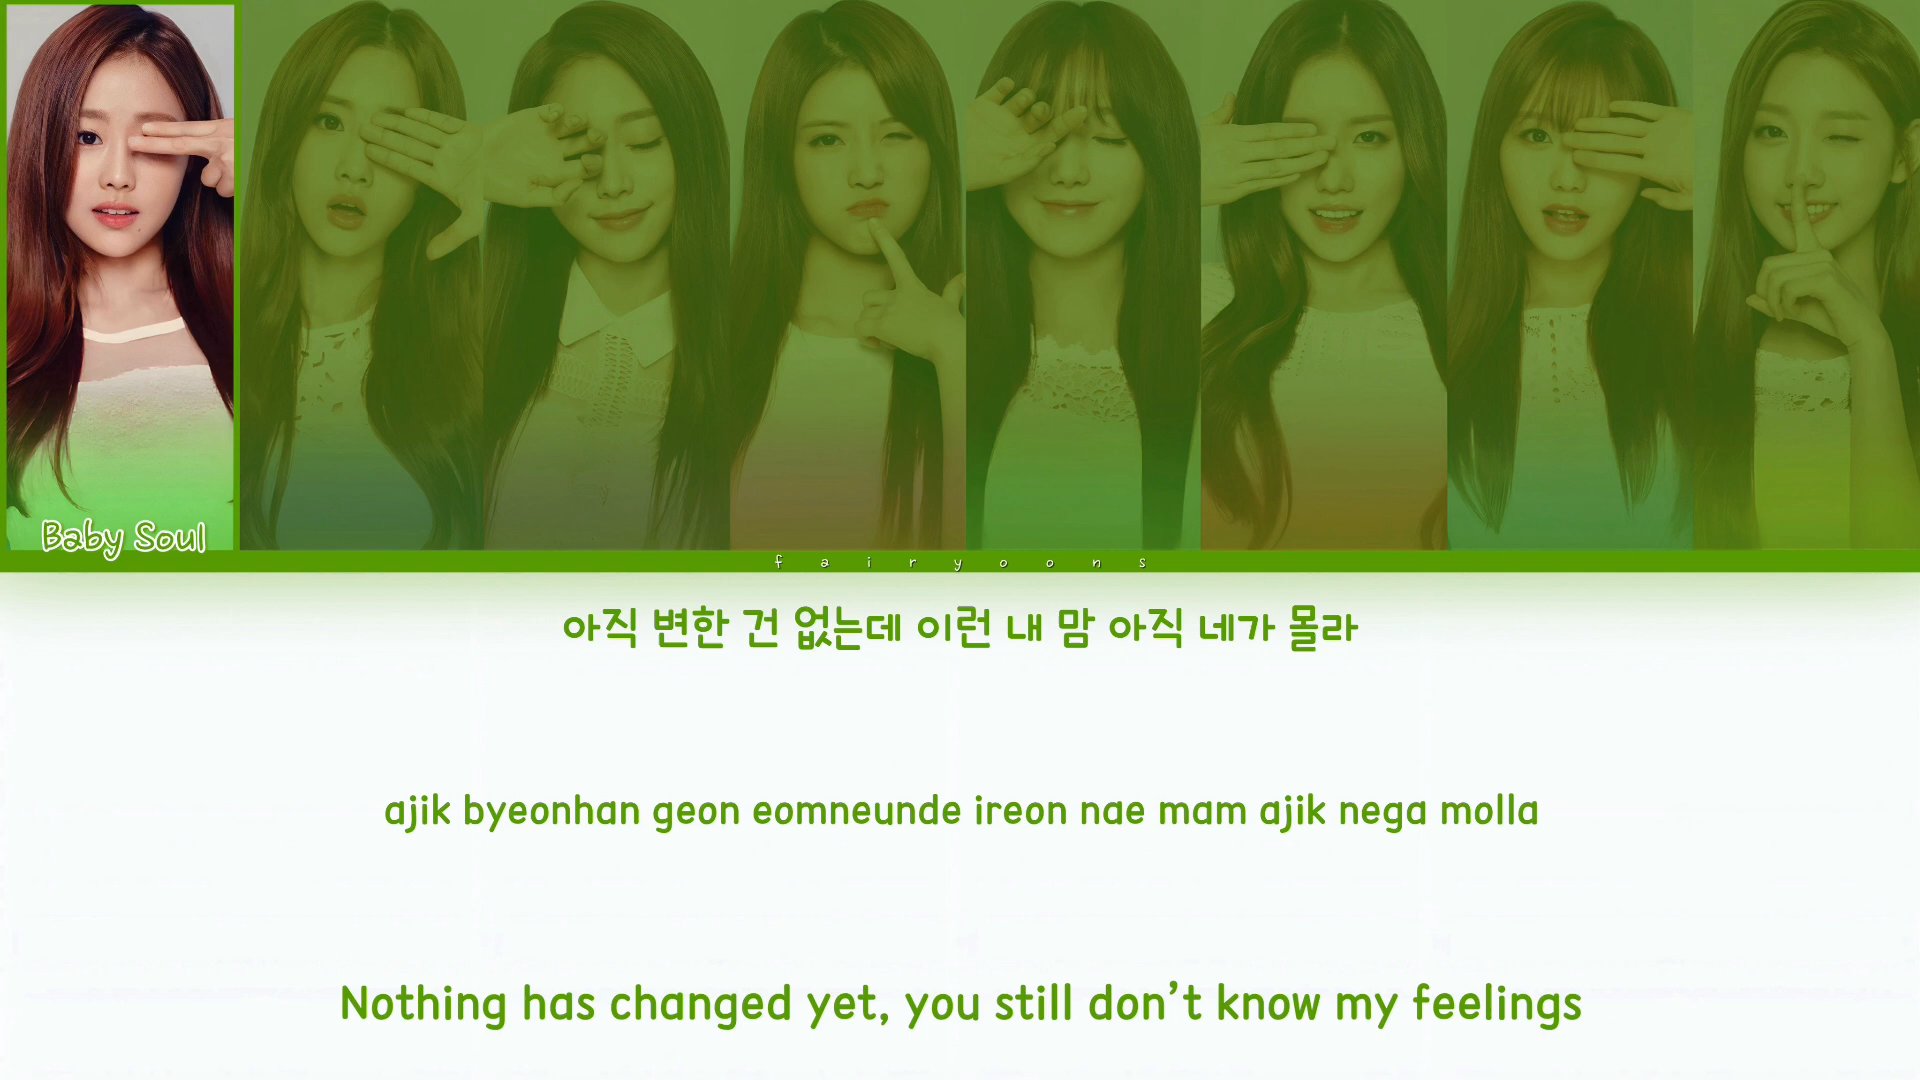 Baby Soul
fairyoons
아직 변한 건 없는데 이런 내 맘 아직 네가 몰라
ajik byeonhan geon eomneunde ireon nae mam ajik nega molla
Nothing has changed yet, you still don’t know my feelings